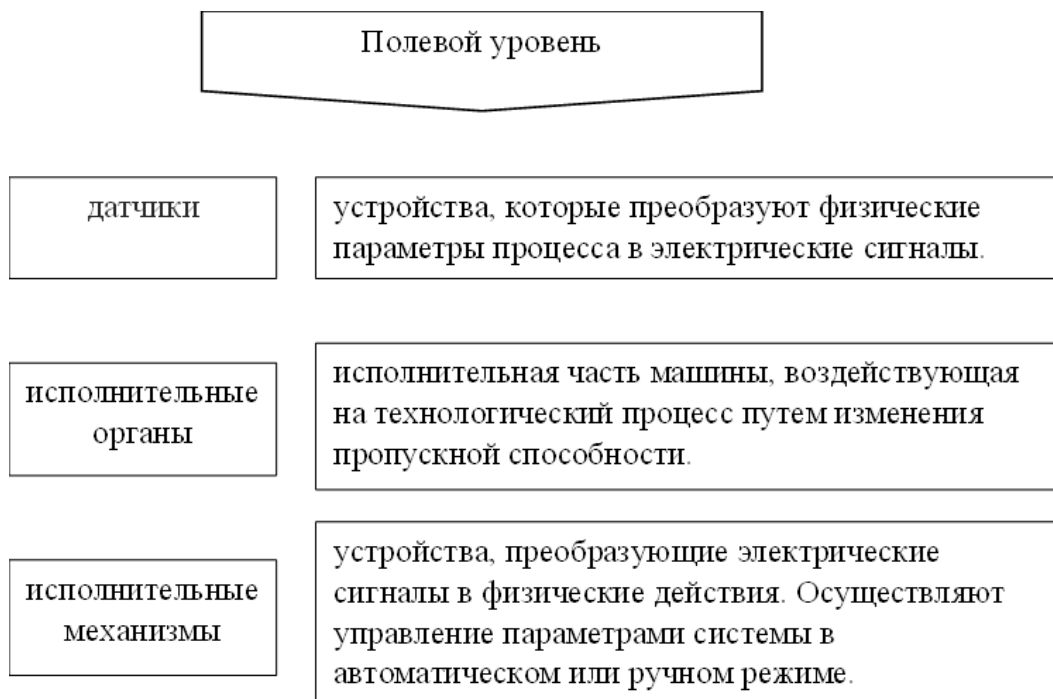 Полевой уровень
датчики
устройства, которые преобразуют физические
параметры процесса в электрические сигналы.
исполнительные
органы
исполнительная часть машины, воздействующая
на технологический процесс путем изменения
пропускной способности.
исполнительные
механизмы
устройства, преобразующие электрические
сигналы в физические действия. Осуществляют
управление параметрами системы в
автоматическом или ручном режиме.